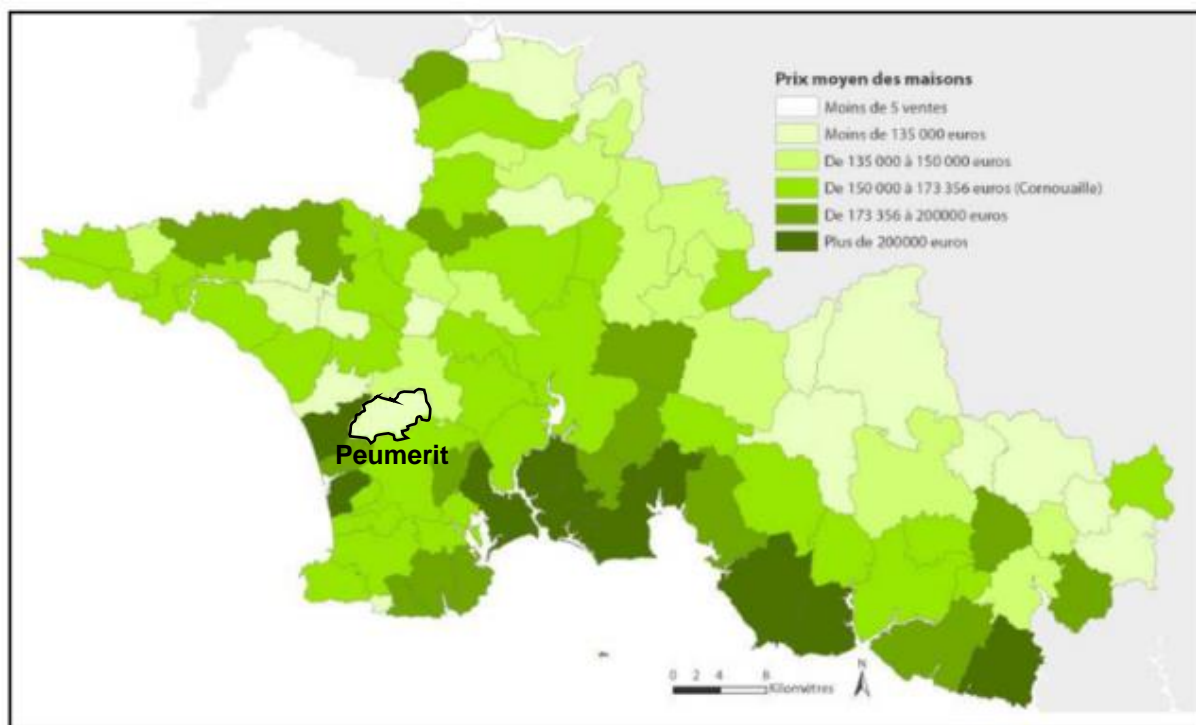 Prix moyen des maisons
Moins de 5 ventes
Moins de 135 000 euros
De 135 000 à 150 000 euros
De 150 000 à 173 356 euros (Cornouaille)
De 173 356 à 200000 euros
Plus de 200000 euros
Peumerit
N
0 2 4 8
Kilomètres